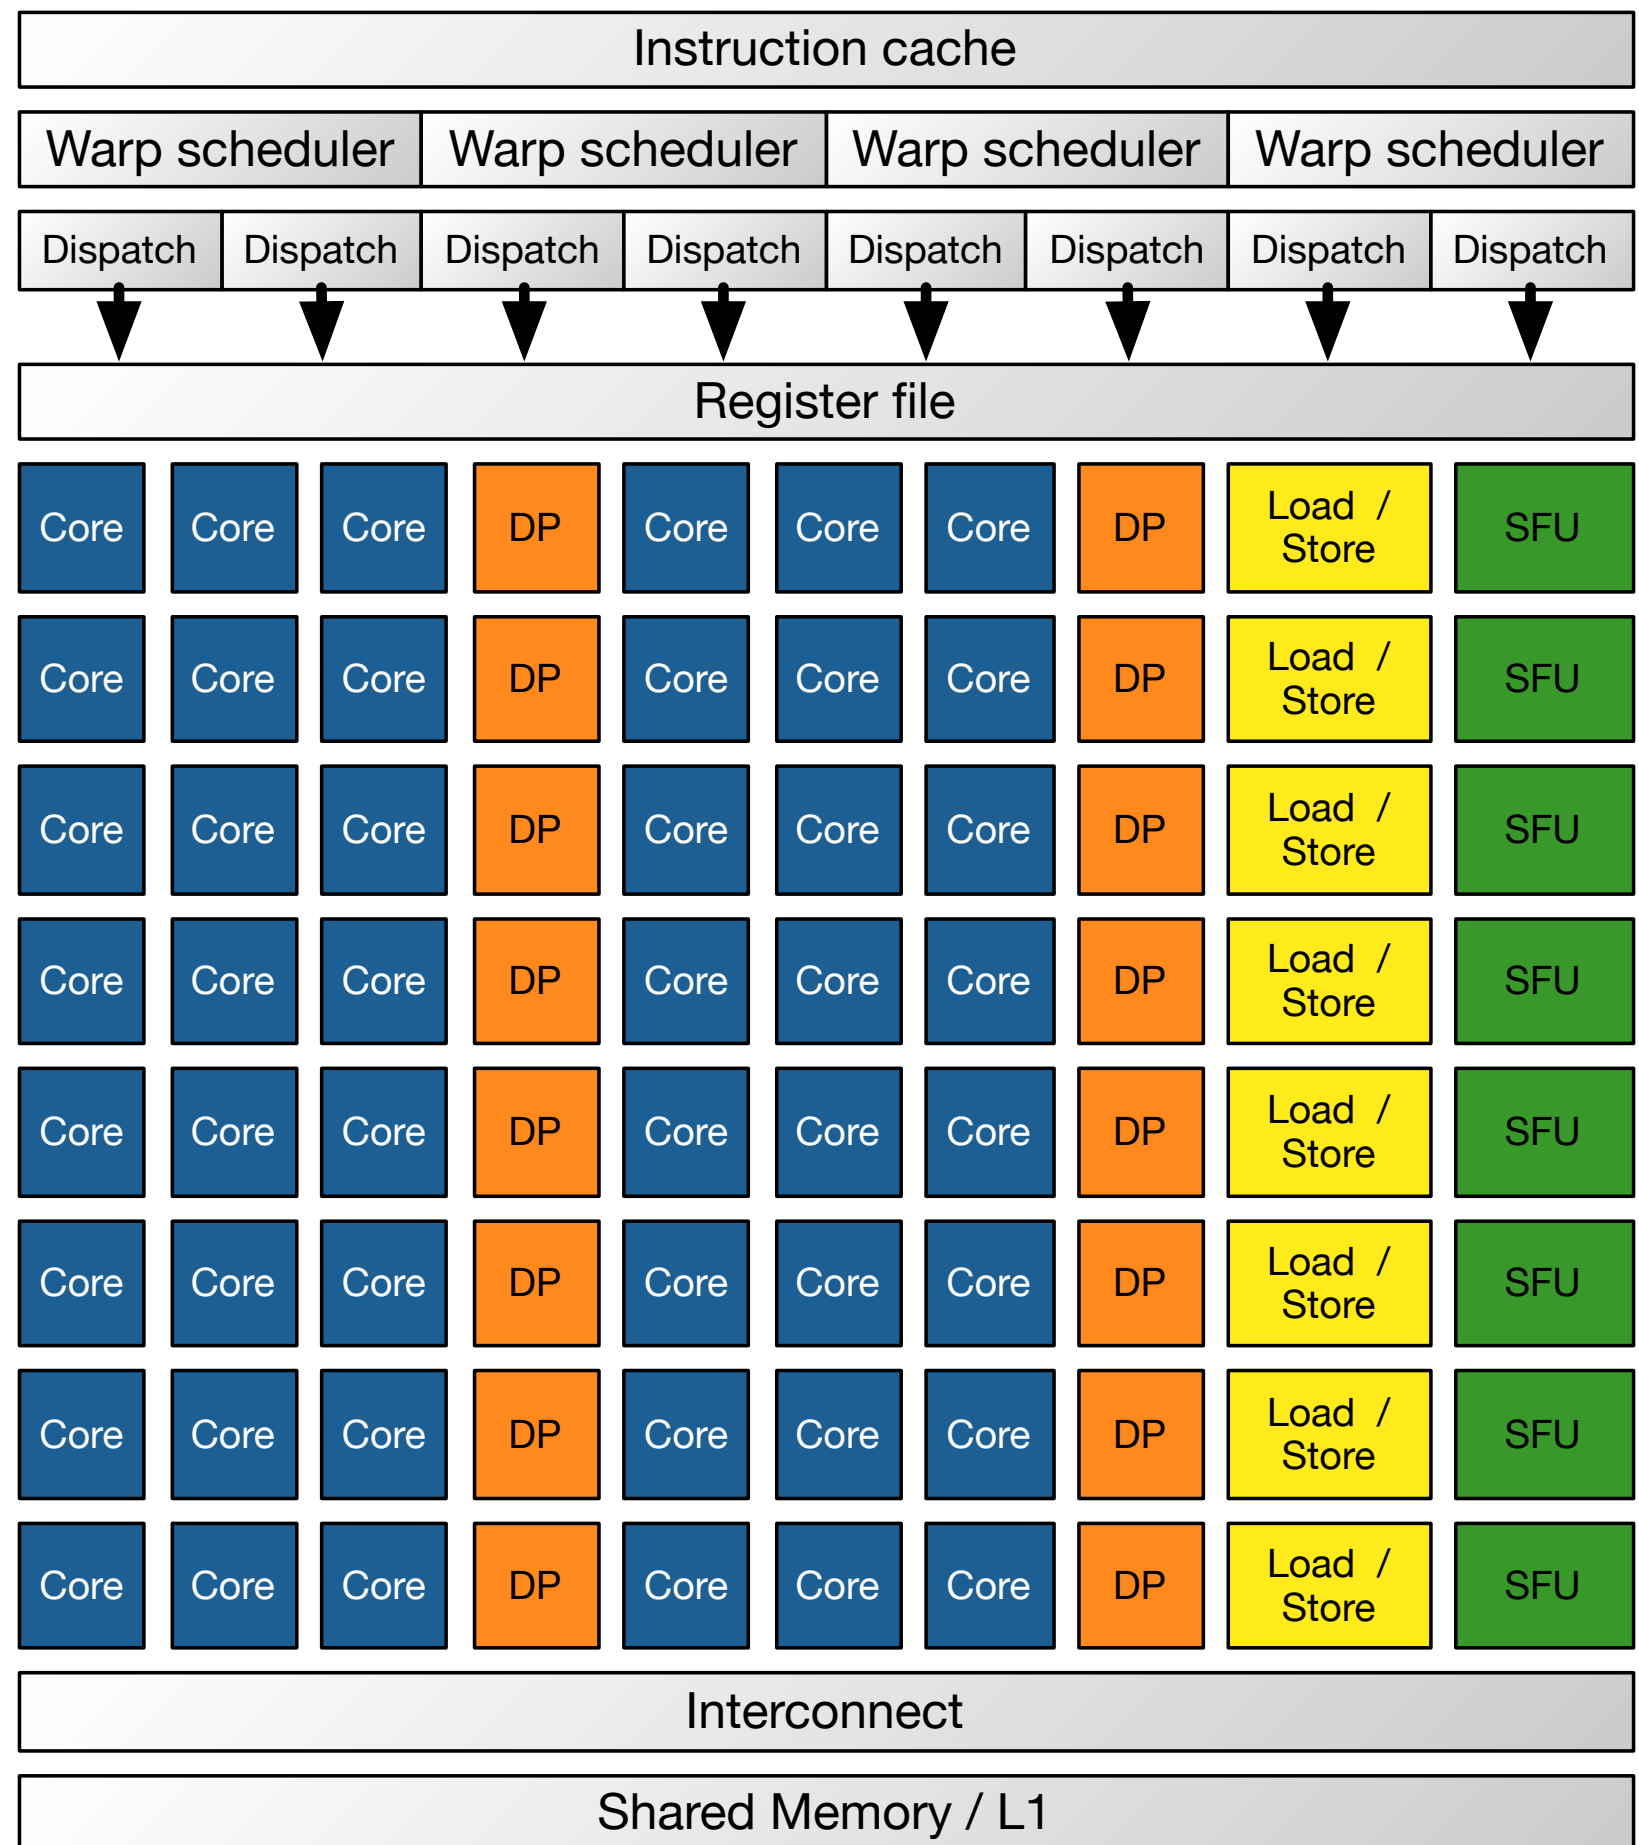 Instruction cache
Warp scheduler Warp scheduler Warp scheduler Warp scheduler
Dispatch Dispatch Dispatch Dispatch Dispatch Dispatch Dispatch Dispatch
Register file
Core Core Core DP Core Core Core DP Load / Store SFU
Core Core Core DP Core Core Core DP Load / Store SFU
Core Core Core DP Core Core Core DP Load / Store SFU
Core Core Core DP Core Core Core DP Load / Store SFU
Core Core Core DP Core Core Core DP Load / Store SFU
Core Core Core DP Core Core Core DP Load / Store SFU
Core Core Core DP Core Core Core DP Load / Store SFU
Core Core Core DP Core Core Core DP Load / Store SFU
Interconnect
Shared Memory / L1